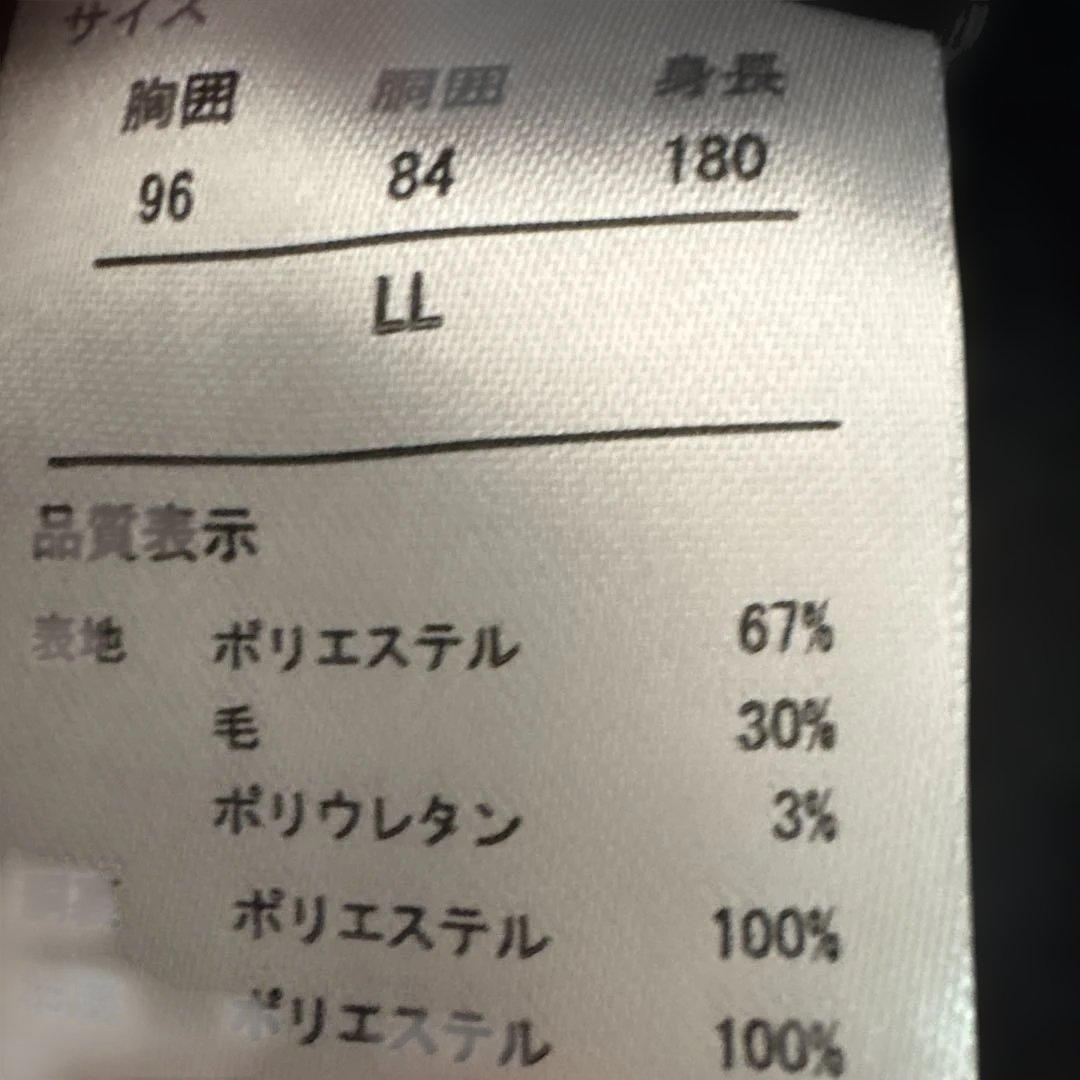 サイズ
胸囲 胴囲 身長
96 84 180
LL
品質表示
表地 ポリエステル 67%
毛 30%
ポリウレタン 3%
ポリエステル 100%
ポリエステル 100%